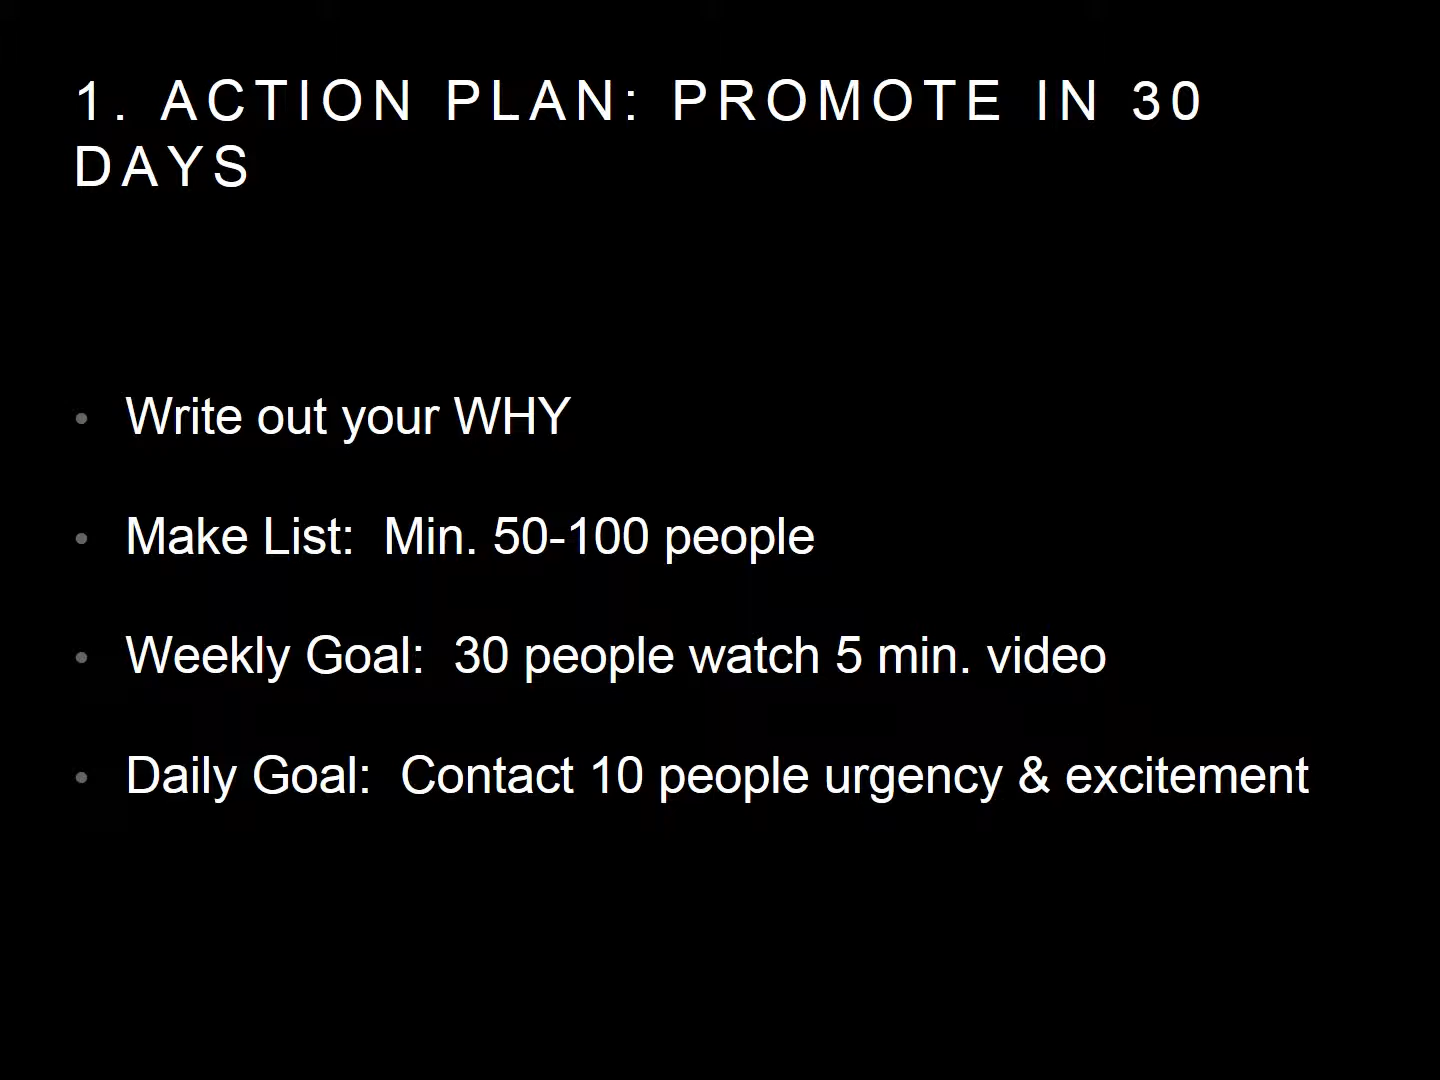 1. ACTION PLAN: PROMOTE IN 30
DAYS
• Write out your WHY
• Make List:  Min. 50-100 people
• Weekly Goal:  30 people watch 5 min. video
• Daily Goal:  Contact 10 people urgency & excitement